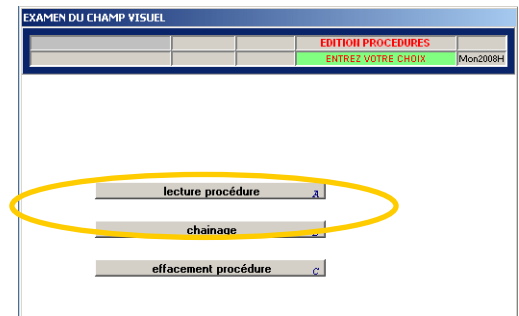 EXAMEN DU CHAMP VISUEL
EDITION PROCEDURES
ENTREZ VOTRE CHOIX Mon2008H
lecture procédure A
chainage
effacement procédure C